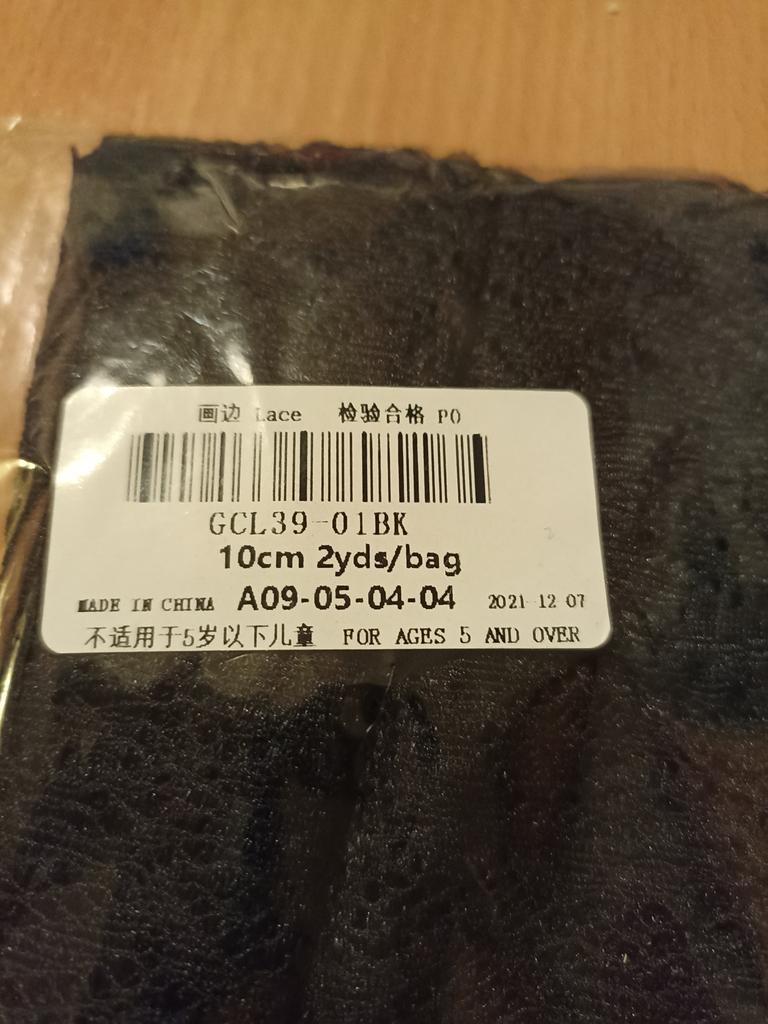 画边 Lace 检验合格 PO
GCL39-01BK
10cm 2yds/bag
MADE IN CHINA A09-05-04-04 2021-12-07
不适用于5岁以下儿童 FOR AGES 5 AND OVER